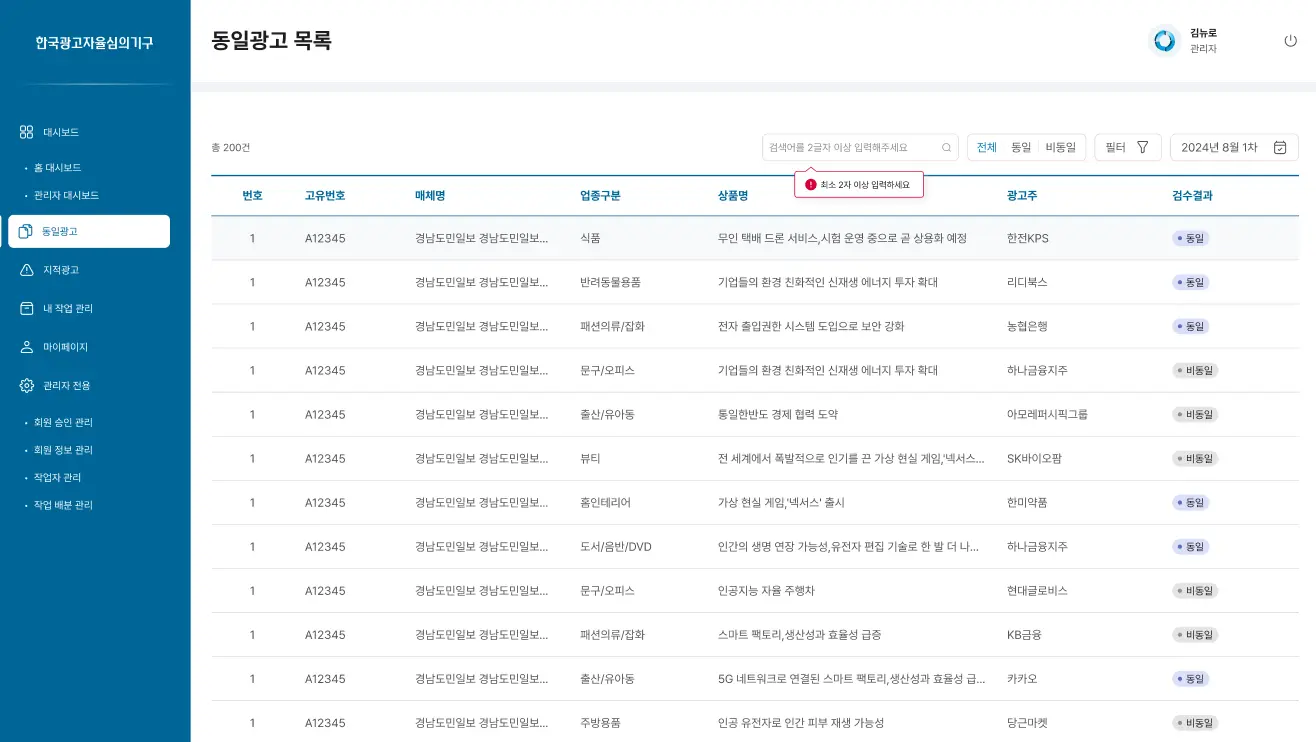 한국광고자율심의기구
동일광고 목록
김뉴로
관리자
대시보드
홈 대시보드
관리자 대시보드
동일광고
지적광고
내 작업 관리
마이페이지
관리자 전용
회원 승인 관리
회원 정보 관리
작업자 관리
작업 배분 관리
총 200건
검색어를 2글자 이상 입력해주세요
전체 동일 비동일
필터
2024년 8월 1차
최소 2자 이상 입력하세요
번호 고유번호 매체명 업종구분 상품명 광고주 검수결과
1 A12345 경남도민일보 경남도민일보... 식품 무인 택배 드론 서비스,시험 운영 중으로 곧 상용화 예정 한전KPS 동일
1 A12345 경남도민일보 경남도민일보... 반려동물용품 기업들의 환경 친화적인 신재생 에너지 투자 확대 리디북스 동일
1 A12345 경남도민일보 경남도민일보... 패션의류/잡화 전자 출입권한 시스템 도입으로 보안 강화 농협은행 동일
1 A12345 경남도민일보 경남도민일보... 문구/오피스 기업들의 환경 친화적인 신재생 에너지 투자 확대 하나금융지주 비동일
1 A12345 경남도민일보 경남도민일보... 출산/유아동 통일한반도 경제 협력 도약 아모레퍼시픽그룹 비동일
1 A12345 경남도민일보 경남도민일보... 뷰티 전 세계에서 폭발적으로 인기를 끈 가상 현실 게임,'넥서스... SK바이오팜 비동일
1 A12345 경남도민일보 경남도민일보... 홈인테리어 가상 현실 게임,'넥서스' 출시 한미약품 동일
1 A12345 경남도민일보 경남도민일보... 도서/음반/DVD 인간의 생명 연장 가능성,유전자 편집 기술로 한 발 더 나... 하나금융지주 동일
1 A12345 경남도민일보 경남도민일보... 문구/오피스 인공지능 자율 주행차 현대글로비스 비동일
1 A12345 경남도민일보 경남도민일보... 패션의류/잡화 스마트 팩토리,생산성과 효율성 급증 KB금융 비동일
1 A12345 경남도민일보 경남도민일보... 출산/유아동 5G 네트워크로 연결된 스마트 팩토리,생산성과 효율성 급... 카카오 동일
1 A12345 경남도민일보 경남도민일보... 주방용품 인공 유전자로 인간 피부 재생 가능성 당근마켓 비동일